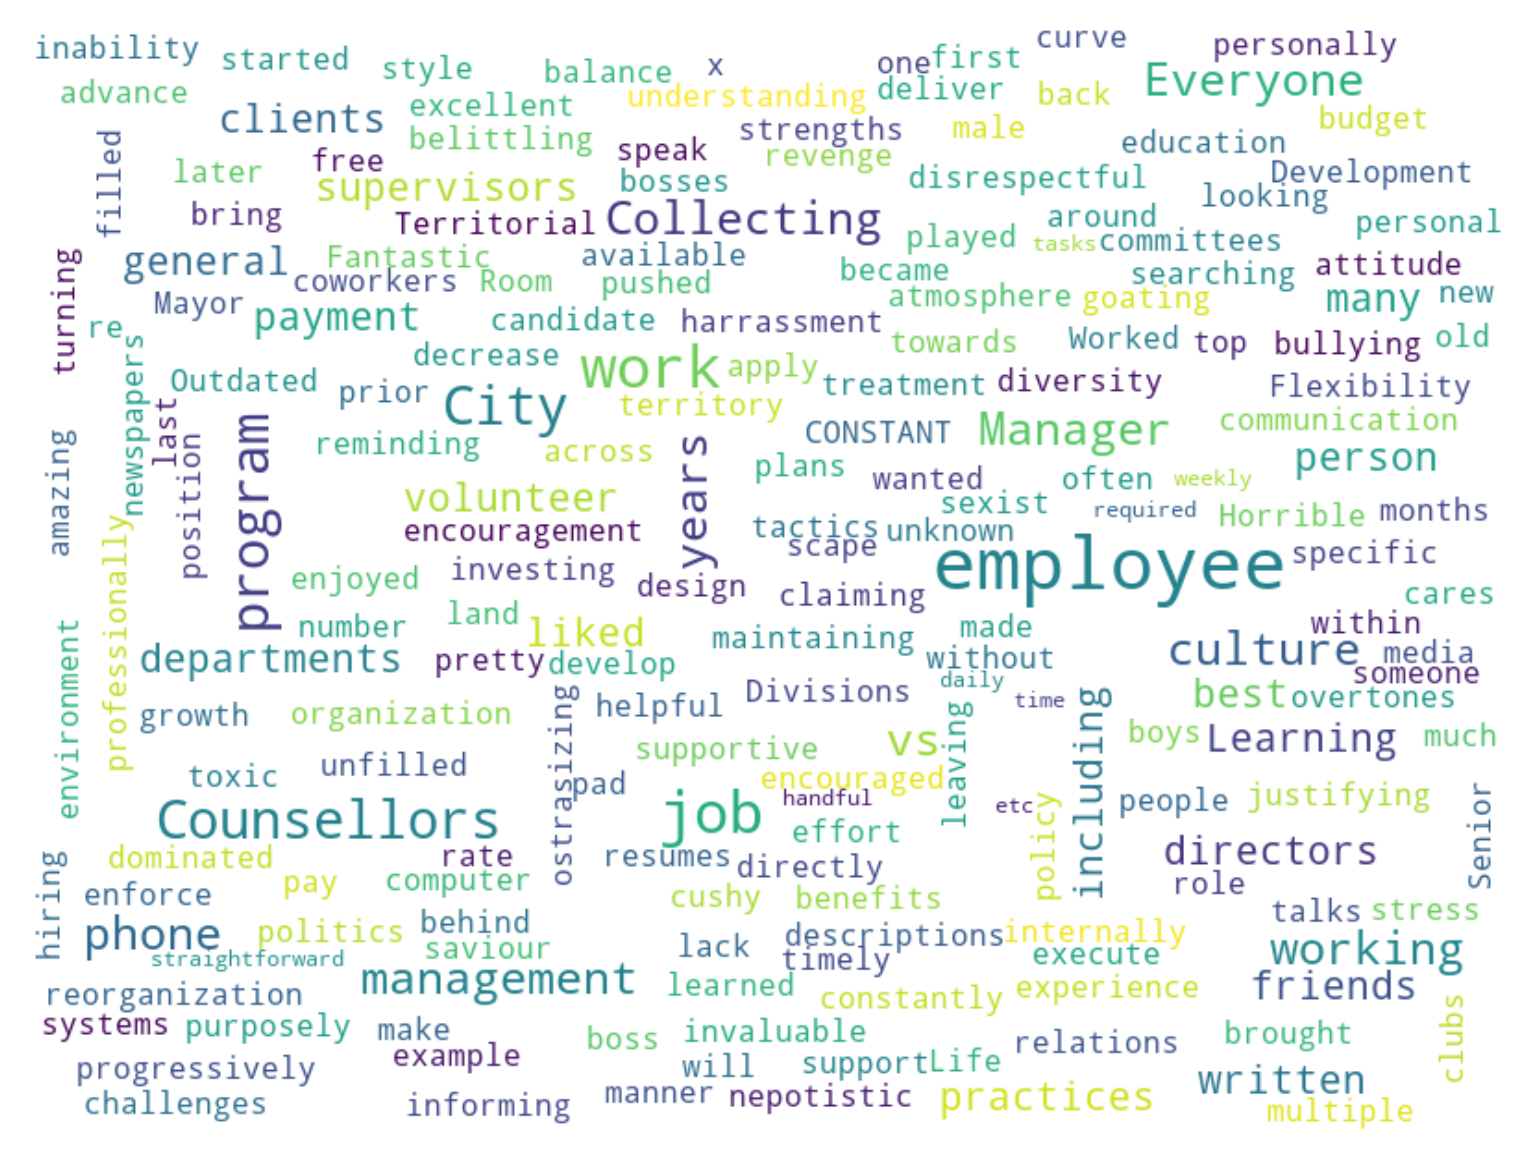 inability
started
style
balance
x
one
first
curve
personally
advance
excellent
understanding
deliver
back
Everyone
clients
belittling
strengths
male
budget
filled
free
speak
revenge
education
later
supervisors
bosses
disrespectful
Development
looking
bring
Territorial
Collecting
around
personal
played
tasks
committees
turning
general
Fantastic
available
became
searching
attitude
coworkers
Room
pushed
atmosphere
goating
many
new
Mayor
payment
candidate
harrassment
re
towards
Worked
top
bullying
old
newspapers
decrease
work
apply
Outdated
prior
City
territory
treatment
diversity
Flexibility
last
reminding
across
CONSTANT
Manager
communication
amazing
position
program
years
plans
wanted
often
weekly
person
volunteer
sexist
required
Horrible
months
professionally
encouragement
tactics
unknown
scape
employee
specific
enjoyed
investing
design
claiming
cares
environment
number
land
liked
maintaining
made
within
departments
pretty
develop
without
culture
media
someone
growth
organization
ostrasizing
helpful
Divisions
daily
time
including
best
overtones
toxic
unfilled
supportive
vs
leaving
boys
Learning
much
pad
encouraged
Counsellors
job
handful
etc
people
justifying
effort
policy
Senior
dominated
rate
resumes
directly
directors
hiring
enforce
pay
computer
cushy
benefits
role
phone
politics
behind
talks
stress
straightforward
saviour
lack
descriptions
internally
timely
execute
working
management
learned
constantly
experience
friends
reorganization
systems
purposely
make
boss
invaluable
relations
brought
clubs
progressively
example
will
support
Life
challenges
informing
manner
nepotistic
practices
written
multiple